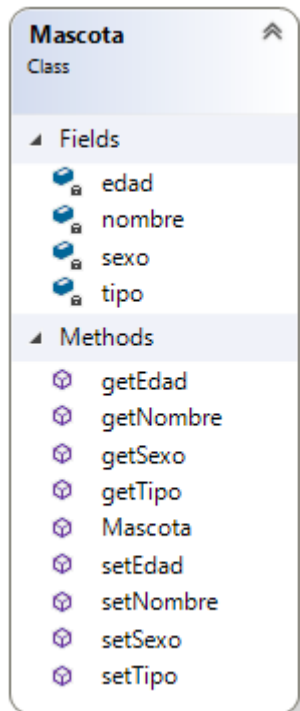 Mascota
Class
Fields
edad
nombre
sexo
tipo
Methods
getEdad
getNombre
getSexo
getTipo
Mascota
setEdad
setNombre
setSexo
setTipo